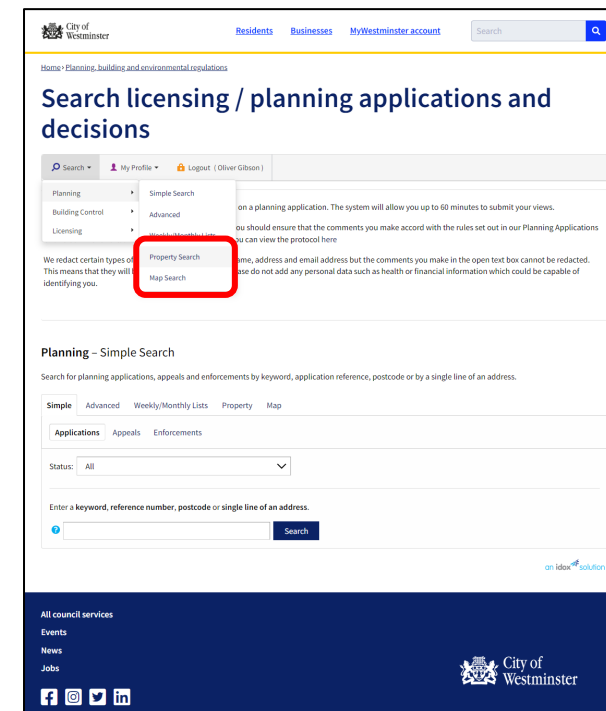 City of
Westminster
Residents
Businesses
MyWestminster account
Search
Home › Planning, building and environmental regulations
Search licensing / planning applications and
decisions
Search
My Profile
Logout ( Oliver Gibson )
Planning
Building Control
Licensing
Simple Search
Advanced
Weekly/Monthly Lists
Property Search
Map Search
on a planning application. The system will allow you up to 60 minutes to submit your views.
you should ensure that the comments you make accord with the rules set out in our Planning Applications
ou can view the protocol here
We redact certain types of
ame, address and email address but the comments you make in the open text box cannot be redacted.
This means that they will
ase do not add any personal data such as health or financial information which could be capable of
identifying you.
Planning – Simple Search
Search for planning applications, appeals and enforcements by keyword, application reference, postcode or by a single line of an address.
Simple
Advanced
Weekly/Monthly Lists
Property
Map
Applications
Appeals
Enforcements
Status:
All
Enter a keyword, reference number, postcode or single line of an address.
?
Search
an idox solution
All council services
Events
News
Jobs
City of
Westminster